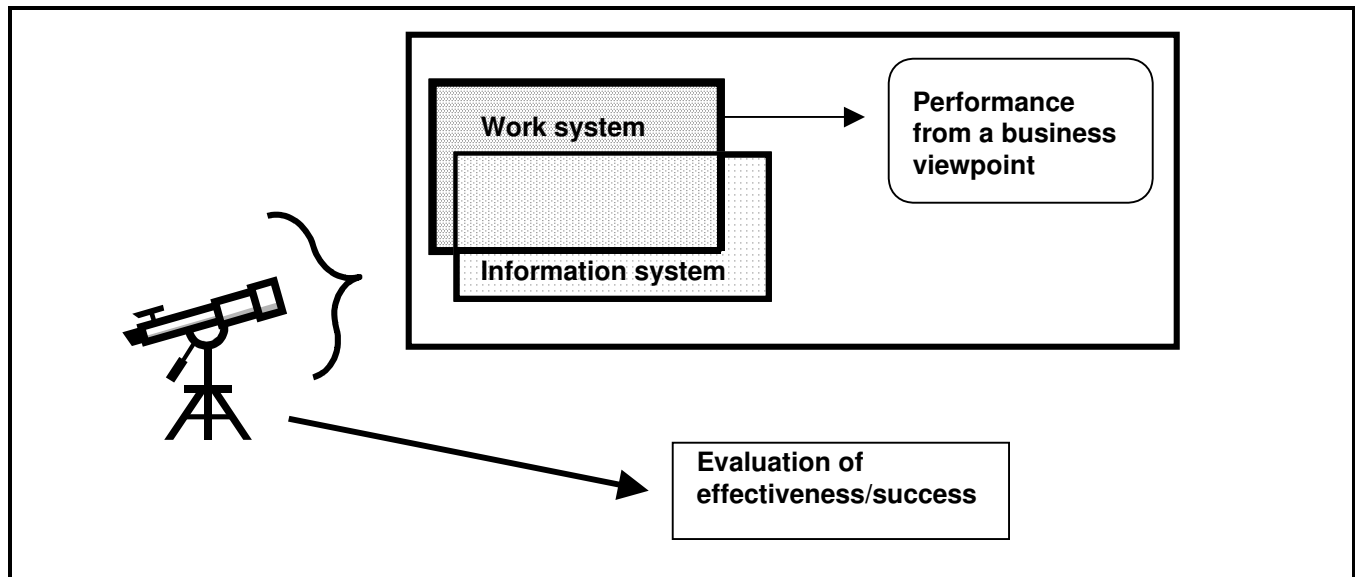 Work system
Performance
from a business
viewpoint
Information system
Evaluation of
effectiveness/success